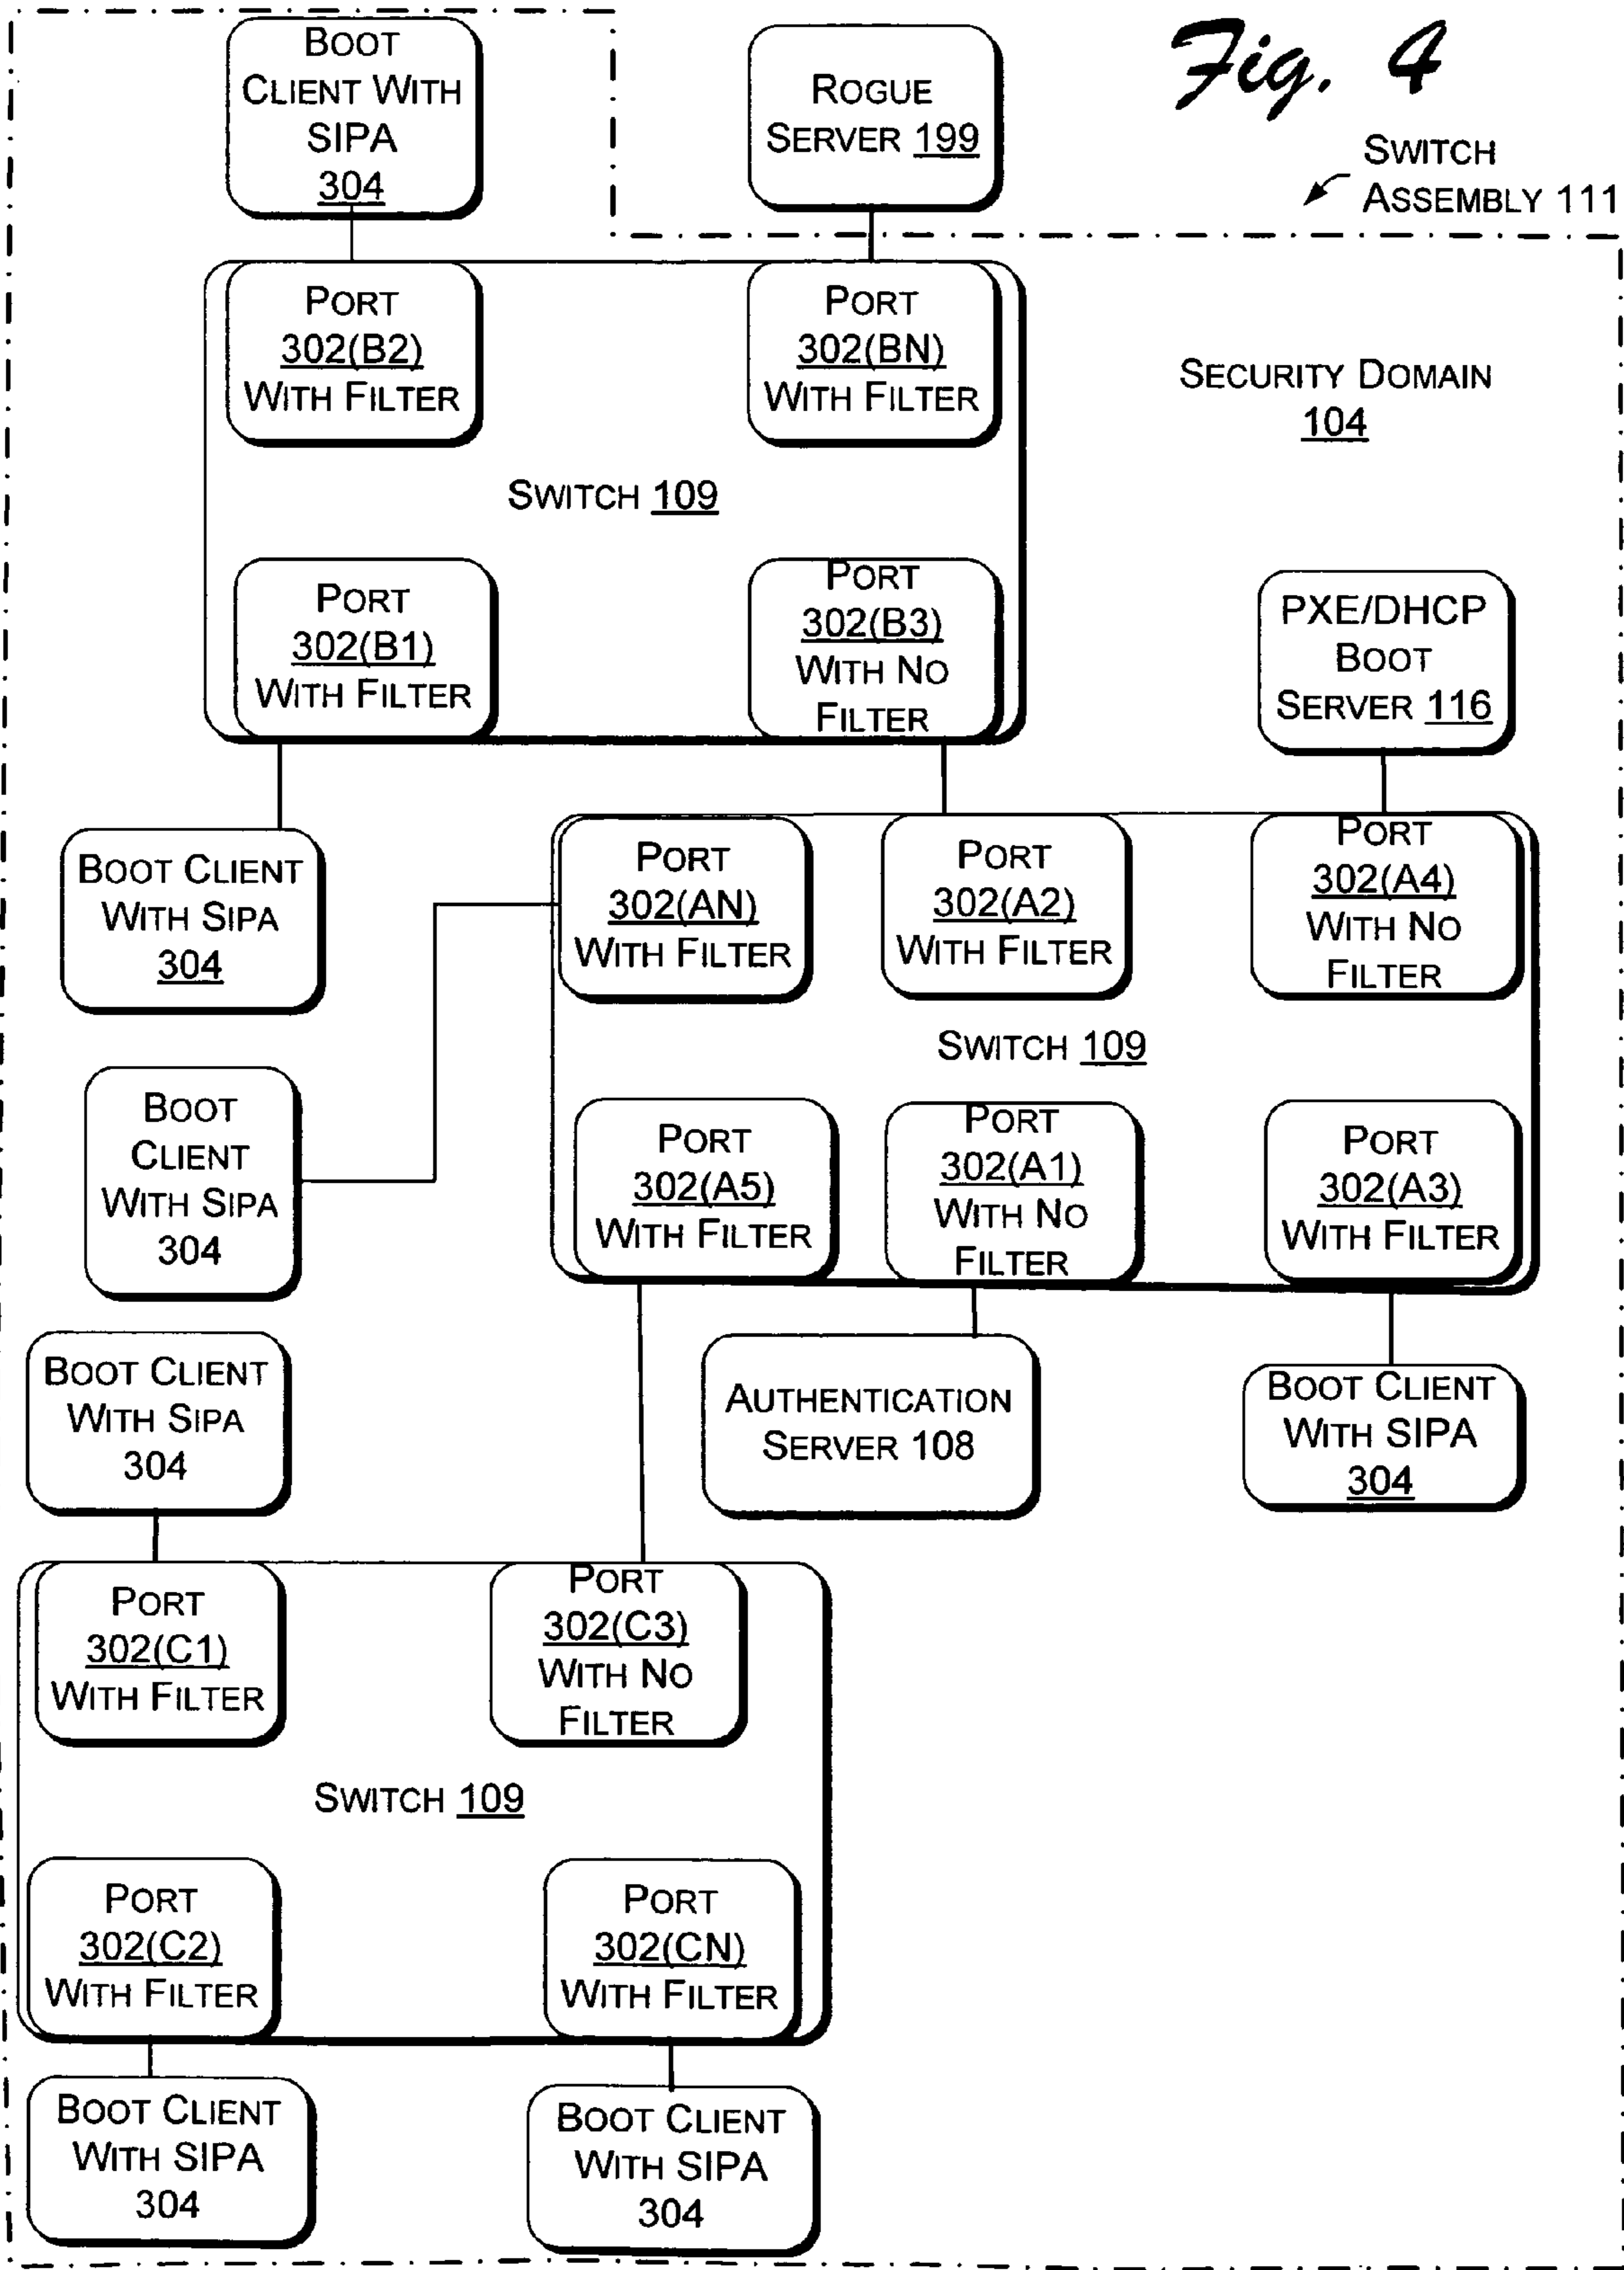 Fig. 4
BOOT
CLIENT WITH
SIPA
304
ROGUE
SERVER 199
SWITCH
ASSEMBLY 111
PORT
302(B2)
WITH FILTER
PORT
302(BN)
WITH FILTER
SECURITY DOMAIN
104
SWITCH 109
PORT
302(B1)
WITH FILTER
PORT
302(B3)
WITH NO
FILTER
PXE/DHCP
BOOT
SERVER 116
BOOT CLIENT
WITH SIPA
304
PORT
302(AN)
WITH FILTER
PORT
302(A2)
WITH FILTER
PORT
302(A4)
WITH NO
FILTER
SWITCH 109
BOOT
CLIENT
WITH SIPA
304
PORT
302(A5)
WITH FILTER
PORT
302(A1)
WITH NO
FILTER
PORT
302(A3)
WITH FILTER
BOOT CLIENT
WITH SIPA
304
AUTHENTICATION
SERVER 108
BOOT CLIENT
WITH SIPA
304
PORT
302(C1)
WITH FILTER
PORT
302(C3)
WITH NO
FILTER
SWITCH 109
PORT
302(C2)
WITH FILTER
PORT
302(CN)
WITH FILTER
BOOT CLIENT
WITH SIPA
304
BOOT CLIENT
WITH SIPA
304